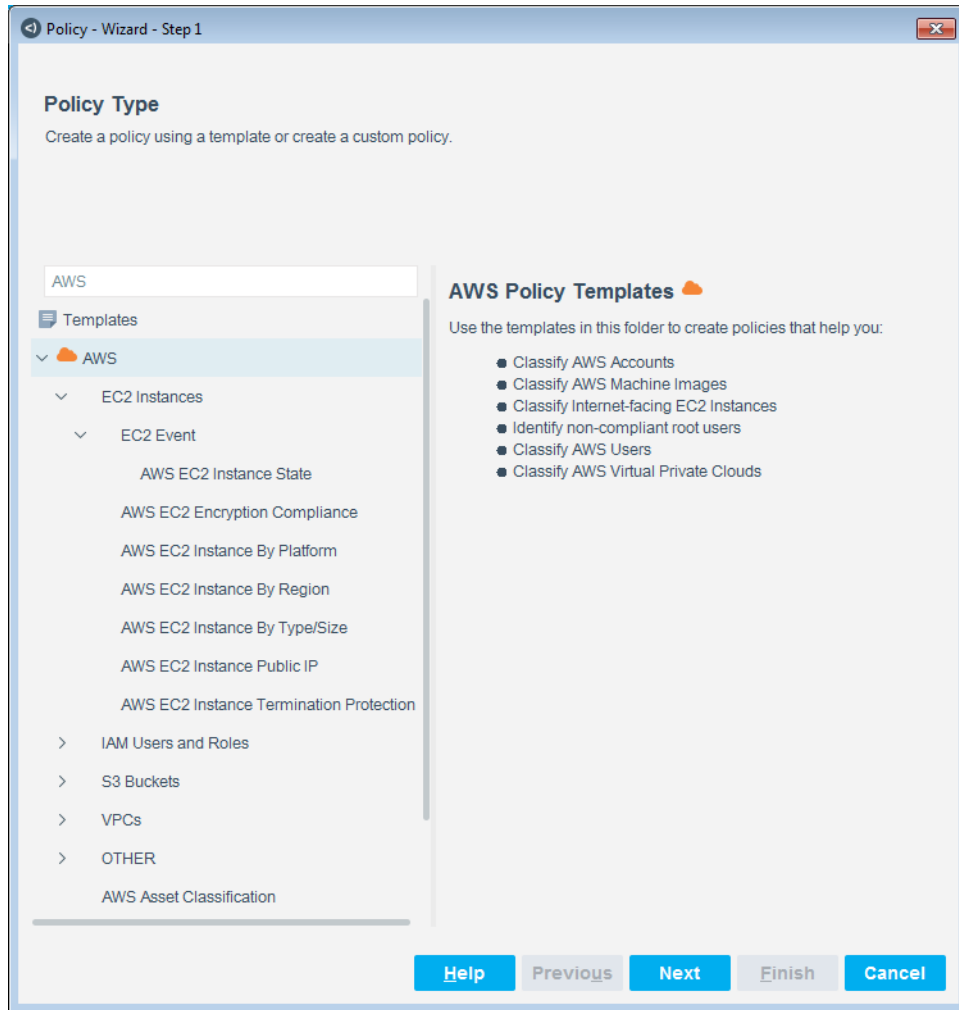 Policy - Wizard - Step 1
Policy Type
Create a policy using a template or create a custom policy.
AWS
Templates
AWS
EC2 Instances
EC2 Event
AWS EC2 Instance State
AWS EC2 Encryption Compliance
AWS EC2 Instance By Platform
AWS EC2 Instance By Region
AWS EC2 Instance By Type/Size
AWS EC2 Instance Public IP
AWS EC2 Instance Termination Protection
IAM Users and Roles
S3 Buckets
VPCs
OTHER
AWS Asset Classification
AWS Policy Templates
Use the templates in this folder to create policies that help you:
Classify AWS Accounts
Classify AWS Machine Images
Classify Internet-facing EC2 Instances
Identify non-compliant root users
Classify AWS Users
Classify AWS Virtual Private Clouds
Help
Previous
Next
Finish
Cancel